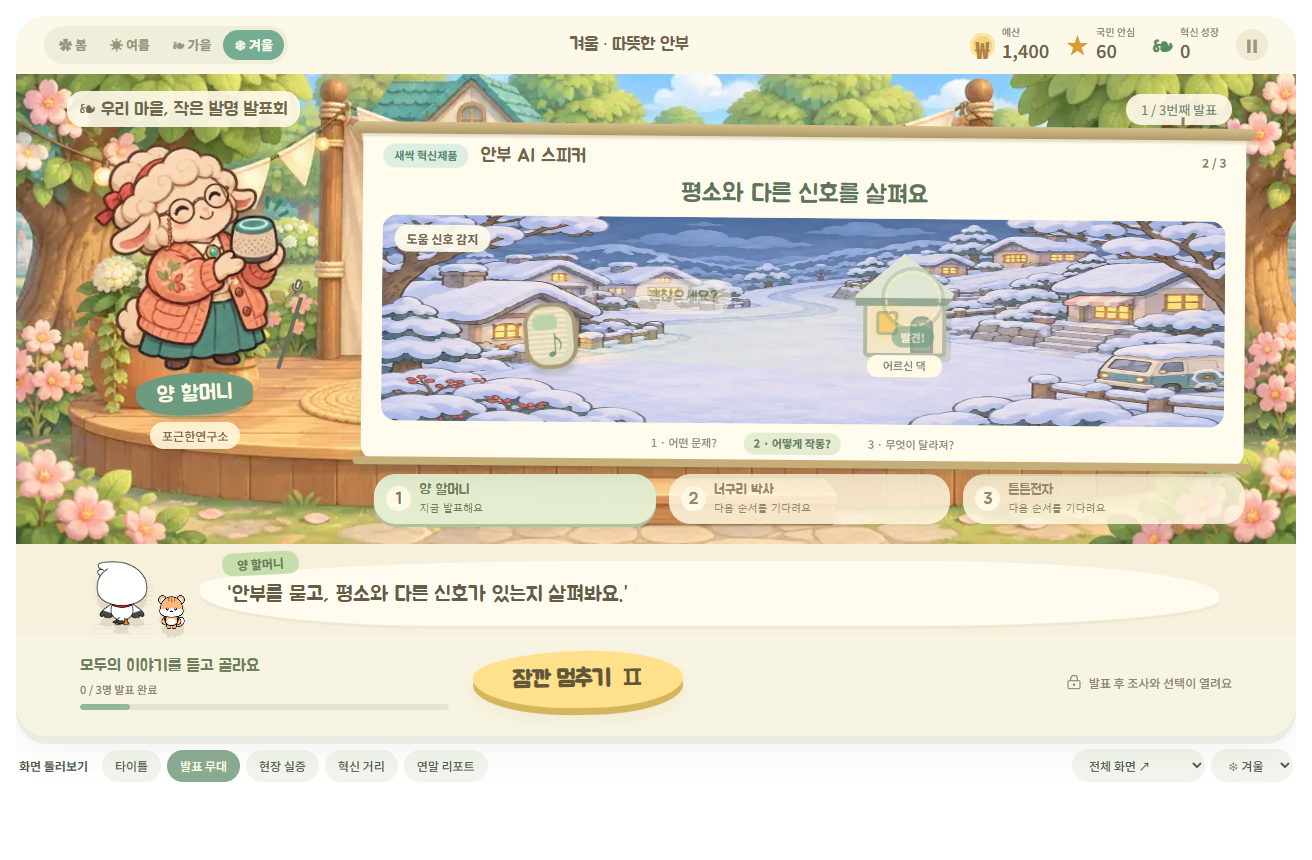 봄
여름
가을
겨울
겨울 · 따뜻한 안부
예산
1,400
국민 안심
60
혁신 성장
0
우리 마을, 작은 발명 발표회
1 / 3번째 발표
새싹 혁신제품
안부 AI 스피커
2 / 3
평소와 다른 신호를 살펴요
도움 신호 감지
괜찮으세요?
발견!
어르신 댁
양 할머니
포근한연구소
1 · 어떤 문제?
2 · 어떻게 작동?
3 · 무엇이 달라져?
1
양 할머니
지금 발표해요
2
너구리 박사
다음 순서를 기다려요
3
튼튼전자
다음 순서를 기다려요
양 할머니
'안부를 묻고, 평소와 다른 신호가 있는지 살펴봐요.'
모두의 이야기를 듣고 골라요
0 / 3명 발표 완료
잠깐 멈추기
발표 후 조사와 선택이 열려요
화면 둘러보기
타이틀
발표 무대
현장 실증
혁신 거리
연말 리포트
전체 화면 ↗
❄ 겨울